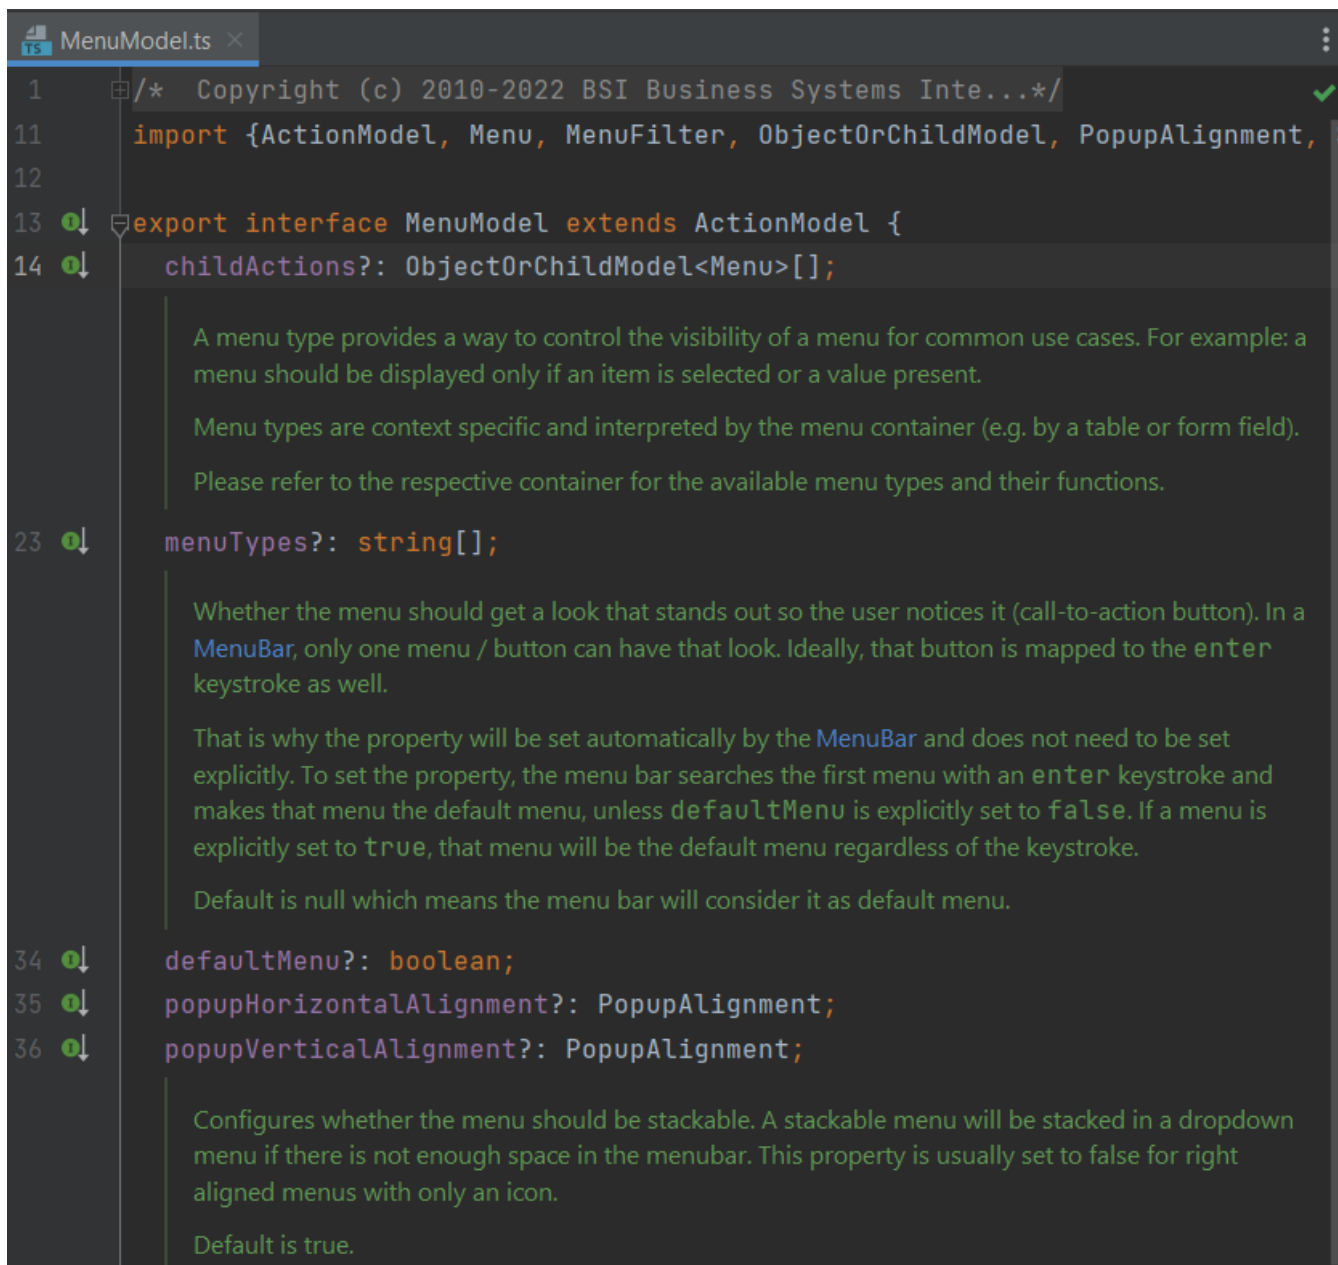 TS MenuModel.ts ×
1 /* Copyright (c) 2010-2022 BSI Business Systems Inte...*/
11 import {ActionModel, Menu, MenuFilter, ObjectOrChildModel, PopupAlignment,
12
13 export interface MenuModel extends ActionModel {
14 childActions?: ObjectOrChildModel<Menu>[];
A menu type provides a way to control the visibility of a menu for common use cases. For example: a
menu should be displayed only if an item is selected or a value present.
Menu types are context specific and interpreted by the menu container (e.g. by a table or form field).
Please refer to the respective container for the available menu types and their functions.
23 menuTypes?: string[];
Whether the menu should get a look that stands out so the user notices it (call-to-action button). In a
MenuBar, only one menu / button can have that look. Ideally, that button is mapped to the enter
keystroke as well.
That is why the property will be set automatically by the MenuBar and does not need to be set
explicitly. To set the property, the menu bar searches the first menu with an enter keystroke and
makes that menu the default menu, unless defaultMenu is explicitly set to false. If a menu is
explicitly set to true, that menu will be the default menu regardless of the keystroke.
Default is null which means the menu bar will consider it as default menu.
34 defaultMenu?: boolean;
35 popupHorizontalAlignment?: PopupAlignment;
36 popupVerticalAlignment?: PopupAlignment;
Configures whether the menu should be stackable. A stackable menu will be stacked in a dropdown
menu if there is not enough space in the menubar. This property is usually set to false for right
aligned menus with only an icon.
Default is true.